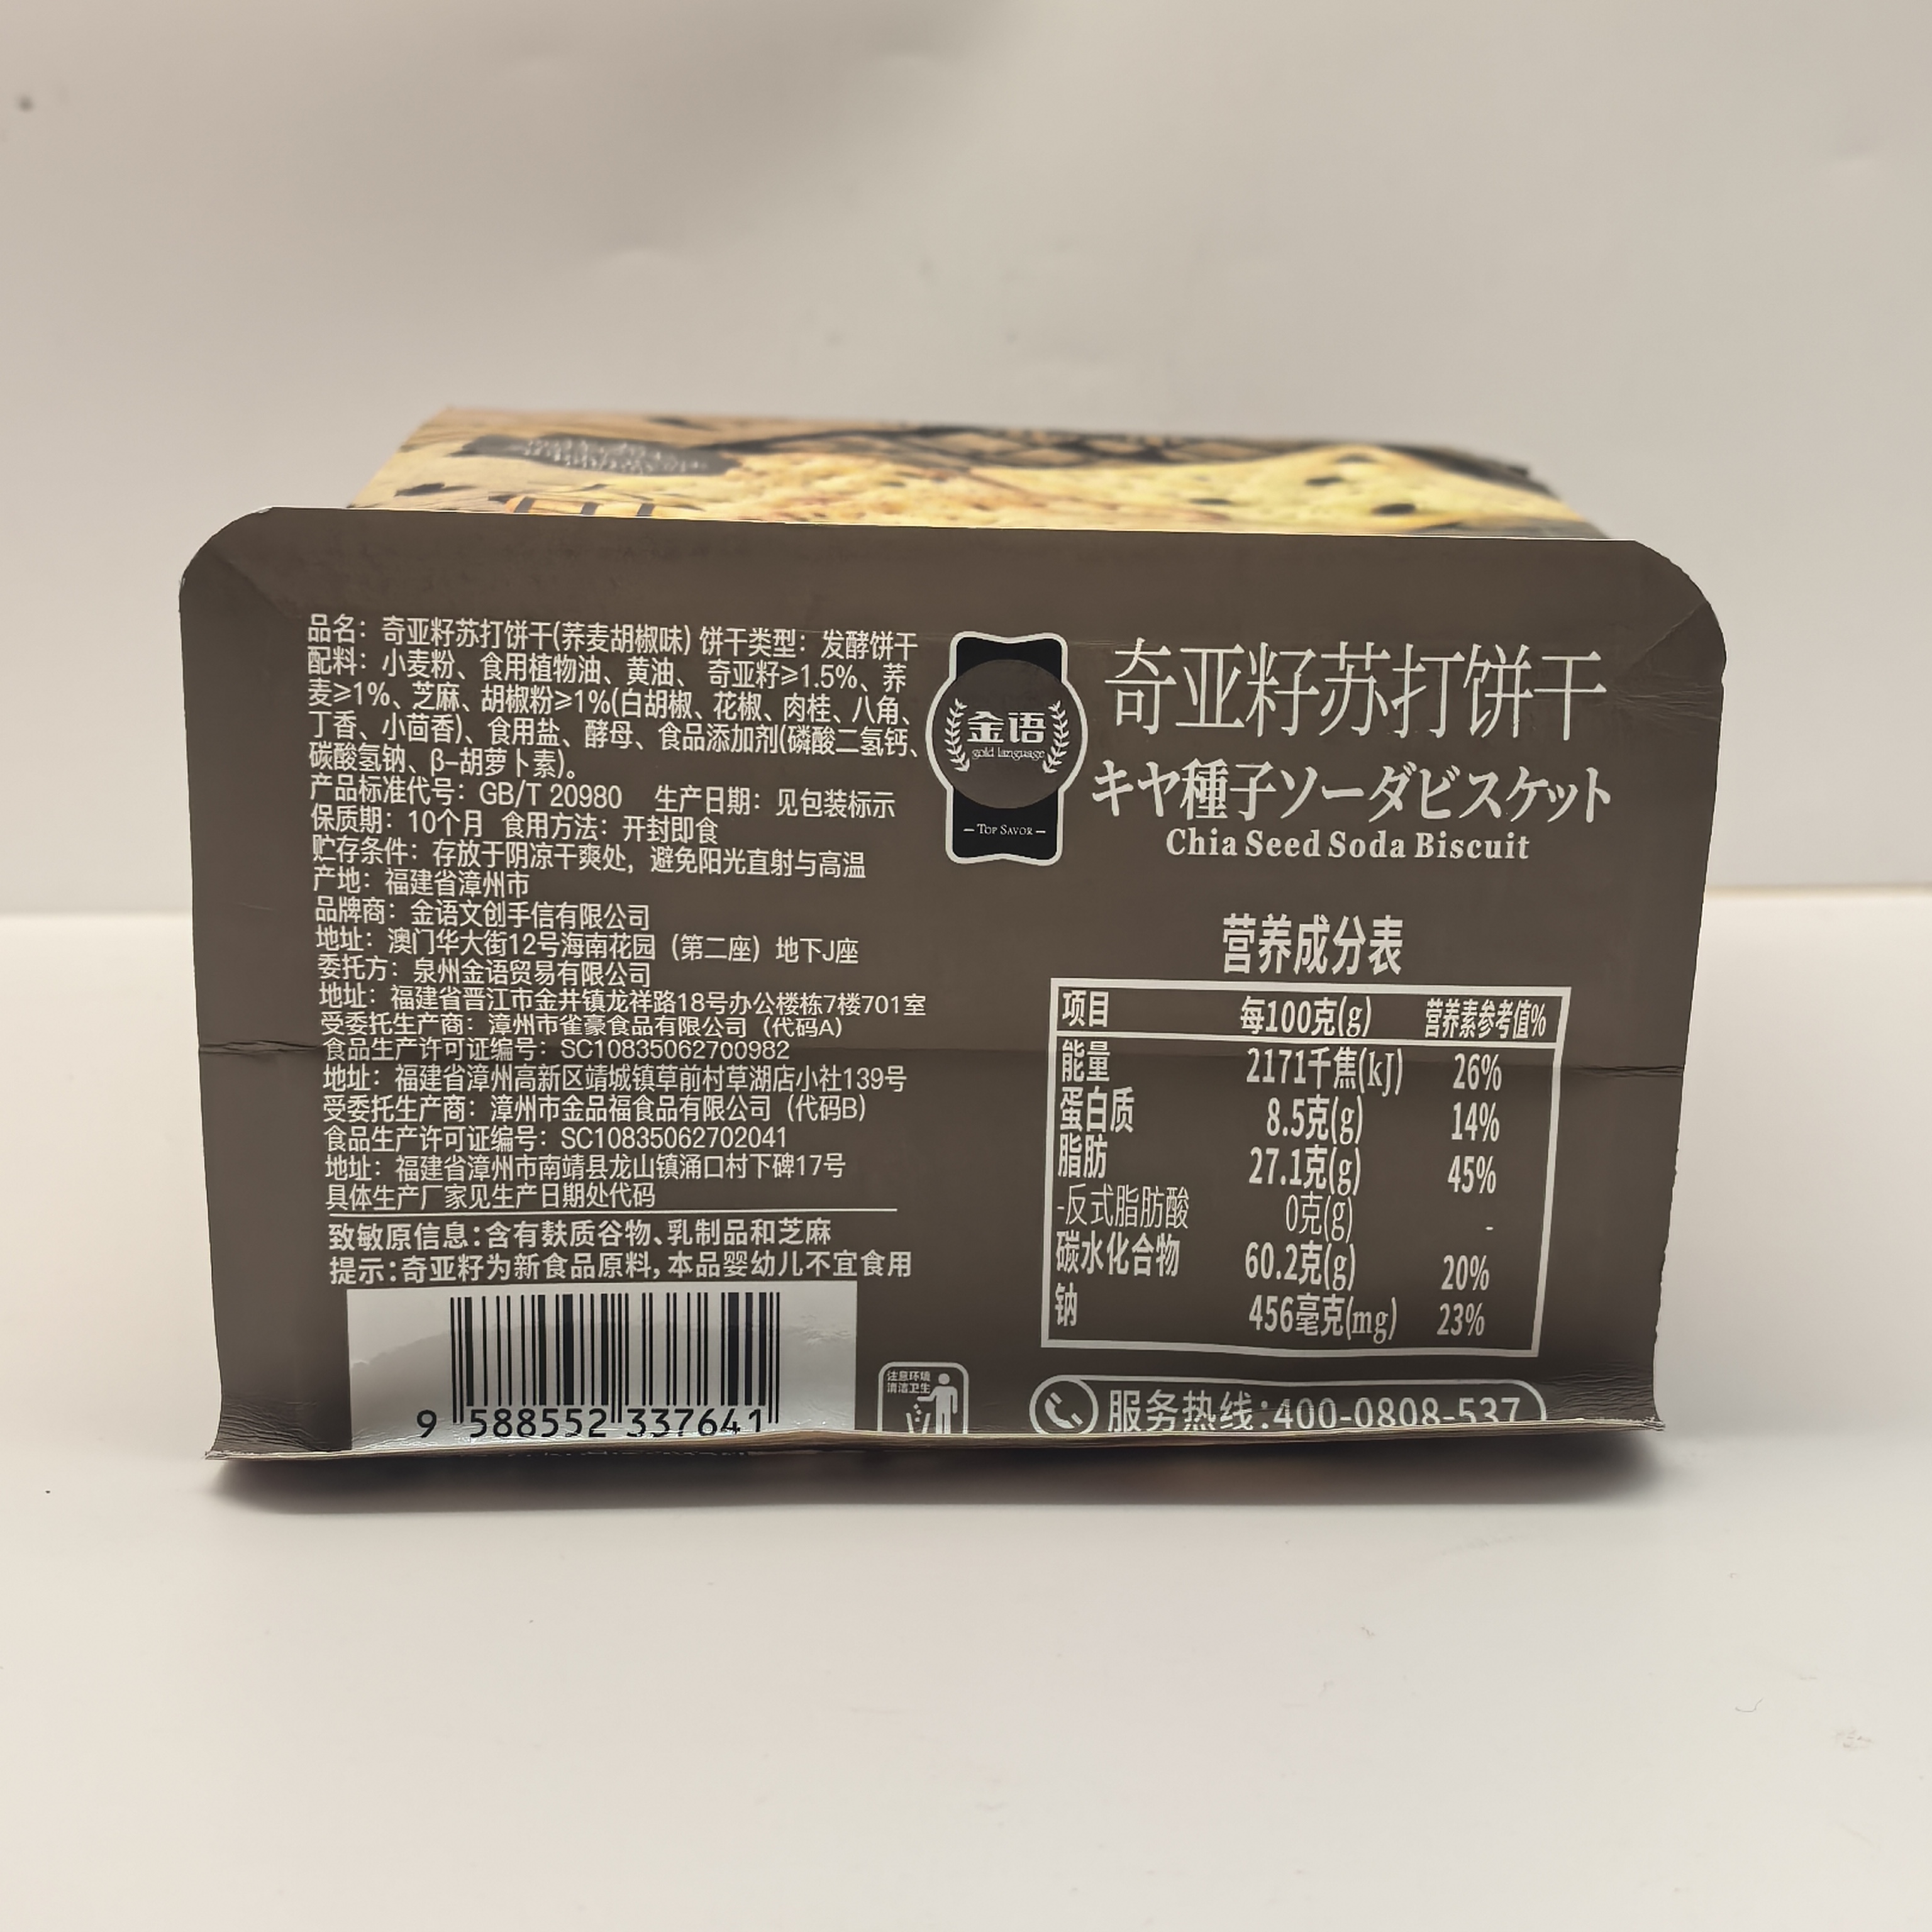 品名：奇亚籽苏打饼干(荞麦胡椒味) 饼干类型：发酵饼干
配料：小麦粉、食用植物油、黄油、 奇亚籽≥1.5%、荞
麦≥1%、芝麻、胡椒粉≥1%(白胡椒、花椒、肉桂、八角、
丁香、小茴香)、食用盐、酵母、食品添加剂(磷酸二氢钙、
碳酸氢钠、β-胡萝卜素)。
产品标准代号：GB/T 20980 生产日期：见包装标示
保质期：10个月 食用方法：开封即食
贮存条件：存放于阴凉干爽处，避免阳光直射与高温
产地：福建省漳州市
品牌商：金语文创手信有限公司
地址：澳门华大街12号海南花园（第二座）地下J座
委托方：泉州金语贸易有限公司
地址：福建省晋江市金井镇龙祥路18号办公楼栋7楼701室
受委托生产商：漳州市雀豪食品有限公司（代码A）
食品生产许可证编号：SC10835062700982
地址：福建省漳州高新区靖城镇草前村草湖店小社139号
受委托生产商：漳州市金品福食品有限公司（代码B）
食品生产许可证编号：SC10835062702041
地址：福建省漳州市南靖县龙山镇涌口村下碑17号
具体生产厂家见生产日期处代码
致敏原信息:含有麸质谷物、乳制品和芝麻
提示:奇亚籽为新食品原料,本品婴幼儿不宜食用
9 588552 337641
注意环境
清洁卫生
金语
gold language
TOP SAVOR
奇亚籽苏打饼干
キヤ種子ソーダビスケット
Chia Seed Soda Biscuit
营养成分表
项目 每100克(g) 营养素参考值%
能量 2171千焦(kJ) 26%
蛋白质 8.5克(g) 14%
脂肪 27.1克(g) 45%
-反式脂肪酸 0克(g) -
碳水化合物 60.2克(g) 20%
钠 456毫克(mg) 23%
服务热线:400-0808-537